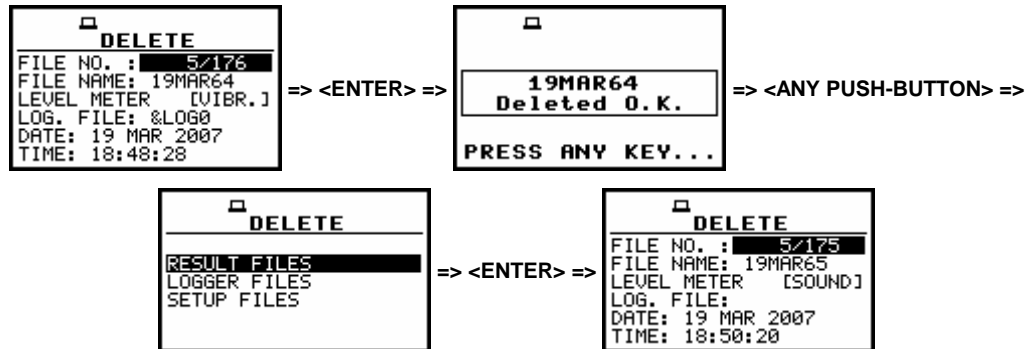 DELETE
FILE NO. : 5/176
FILE NAME: 19MAR64
LEVEL METER [VIBR.]
LOG. FILE: &LOG0
DATE: 19 MAR 2007
TIME: 18:48:28
=> <ENTER> =>
19MAR64
Deleted O.K.
PRESS ANY KEY...
=> <ANY PUSH-BUTTON> =>
DELETE
RESULT FILES
LOGGER FILES
SETUP FILES
=> <ENTER> =>
DELETE
FILE NO. : 5/175
FILE NAME: 19MAR65
LEVEL METER [SOUND]
LOG. FILE:
DATE: 19 MAR 2007
TIME: 18:50:20